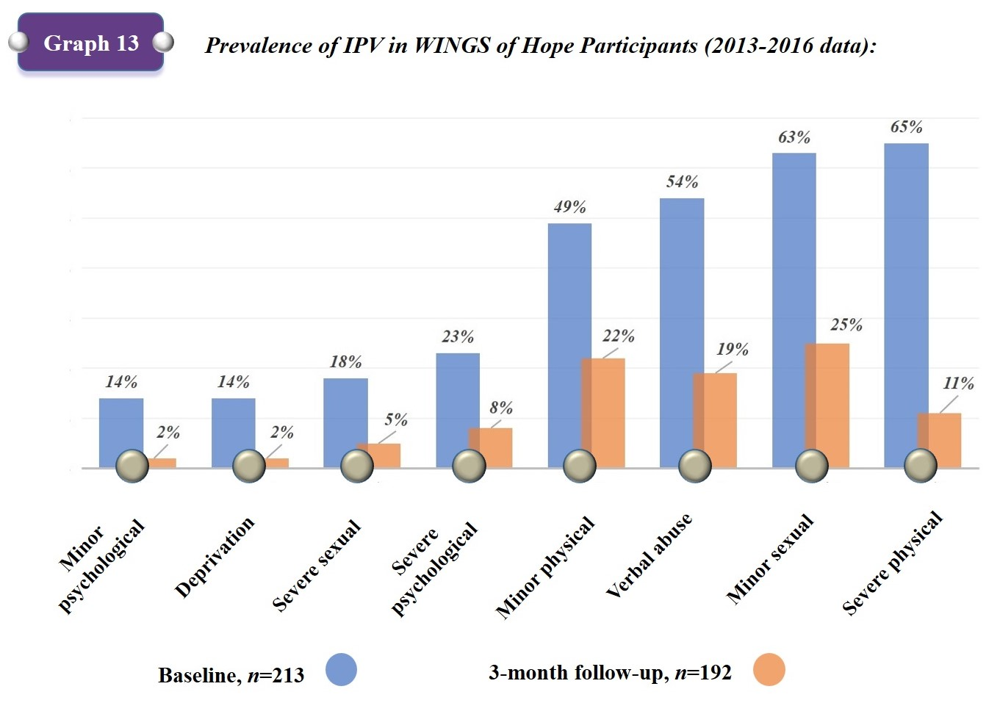 Graph 13
Prevalence of IPV in WINGS of Hope Participants (2013-2016 data):
14%
2%
14%
2%
18%
5%
23%
8%
49%
22%
54%
19%
63%
25%
65%
11%
Minor
psychological
Deprivation
Severe sexual
Severe
psychological
Minor physical
Verbal abuse
Minor sexual
Severe physical
Baseline, n=213
3-month follow-up, n=192